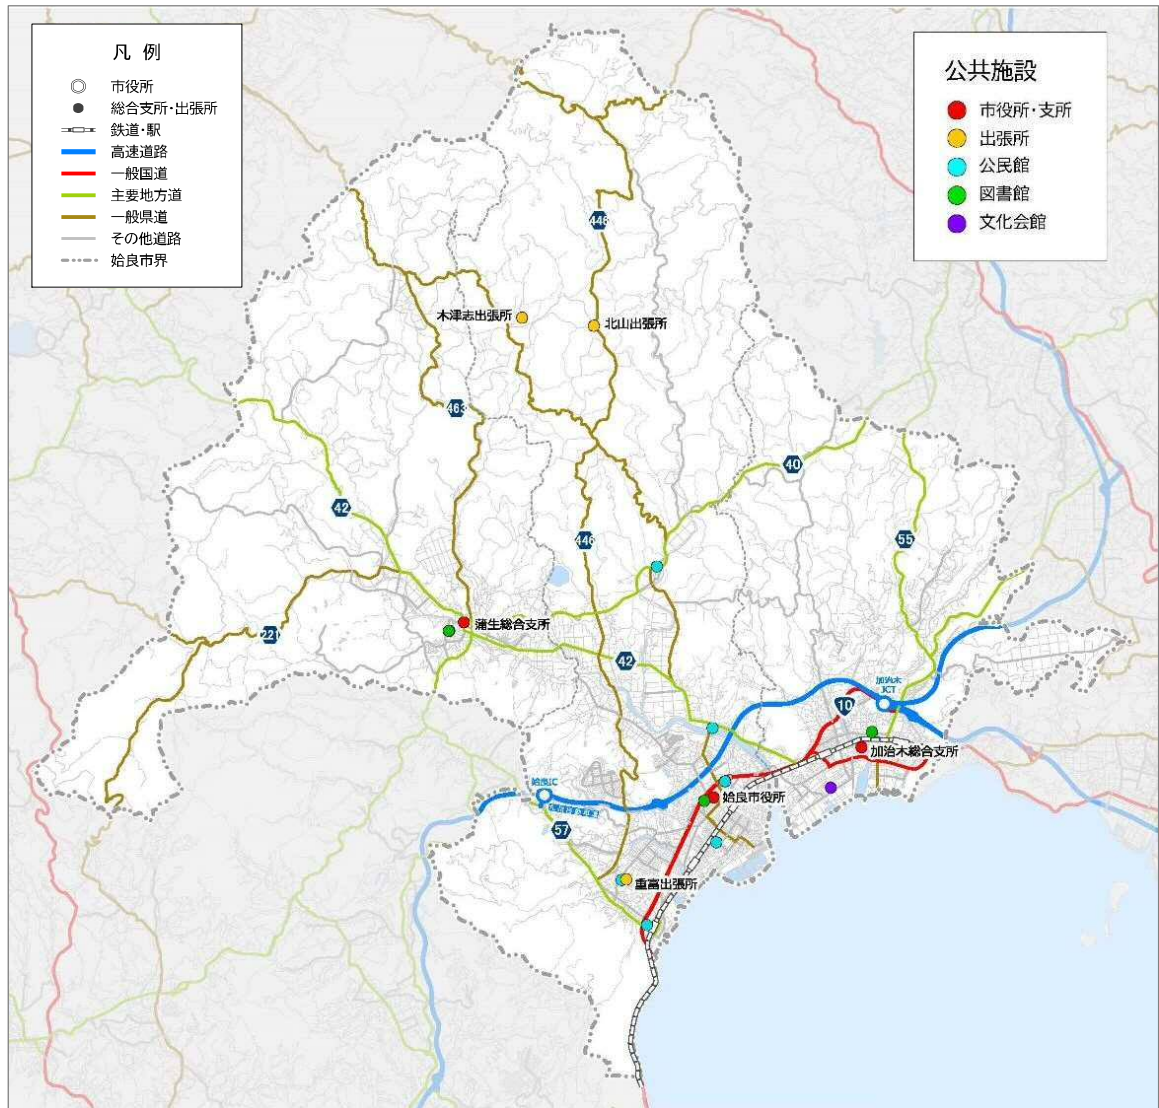 凡 例
市役所
総合支所・出張所
鉄道・駅
高速道路
一般国道
主要地方道
一般県道
その他道路
姶良市界
公共施設
市役所・支所
出張所
公民館
図書館
文化会館
446
木津志出張所
北山出張所
463
40
42
446
55
221
蒲生総合支所
42
加治木
JCT
10
加治木総合支所
姶良IC
姶良市役所
57
重富出張所